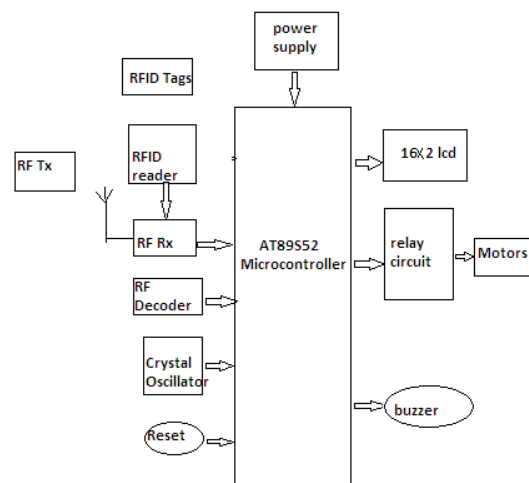 power
supply
RFID Tags
RFID
reader
16X2 lcd
RF Tx
RF Rx
AT89S52
Microcontroller
relay
circuit
Motors
RF
Decoder
Crystal
Oscillator
buzzer
Reset